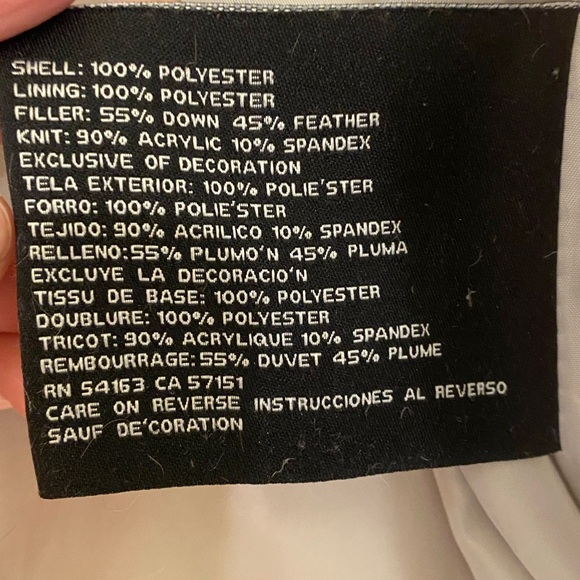 SHELL: 100% POLYESTER
LINING: 100% POLYESTER
FILLER: 55% DOWN 45% FEATHER
KNIT: 90% ACRYLIC 10% SPANDEX
EXCLUSIVE OF DECORATION
TELA EXTERIOR: 100% POLIE'STER
FORRO: 100% POLIE'STER
TEJIDO: 90% ACRILICO 10% SPANDEX
RELLENO:55% PLUMO'N 45% PLUMA
EXCLUYE LA DECORACIO'N
TISSU DE BASE: 100% POLYESTER
DOUBLURE: 100% POLYESTER
TRICOT: 90% ACRYLIQUE 10% SPANDEX
REMBOURRAGE:55% DUVET 45% PLUME
RN 54163 CA 57151
CARE ON REVERSE INSTRUCCIONES AL REVERSO
SAUF DE'CORATION